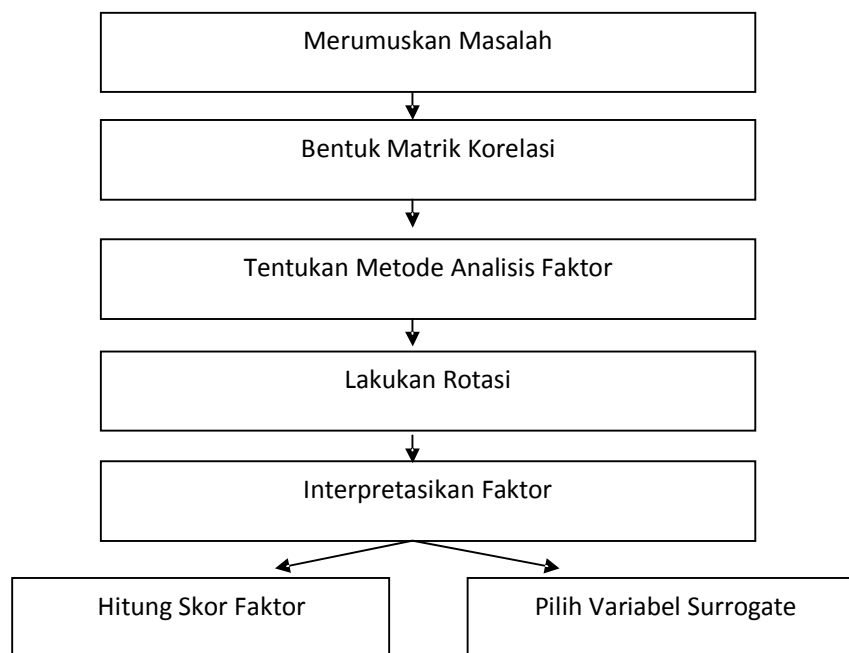 Merumuskan Masalah
Bentuk Matrik Korelasi
Tentukan Metode Analisis Faktor
Lakukan Rotasi
Interpretasikan Faktor
Hitung Skor Faktor
Pilih Variabel Surrogate